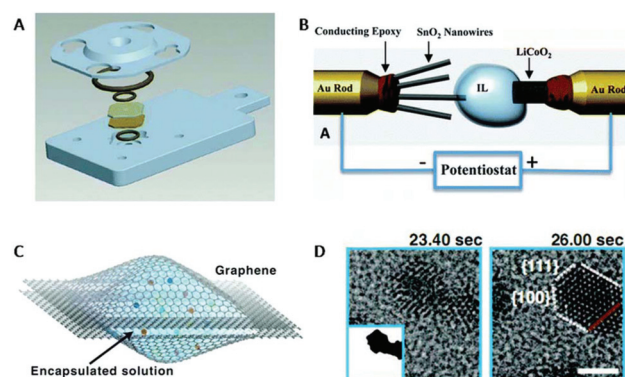 A
B
Conducting Epoxy
SnO2 Nanowires
LiCoO2
Au Rod
IL
Au Rod
A
-
Potentiostat
+
C
Graphene
Encapsulated solution
D
23.40 sec
26.00 sec
{111}
{100}